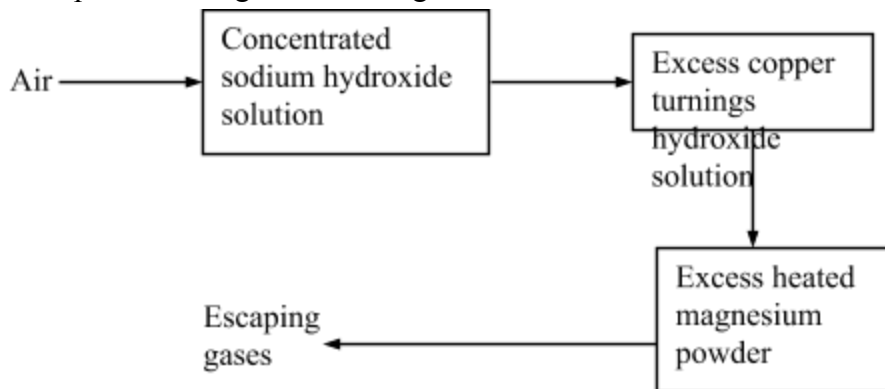 Air
Concentrated
sodium hydroxide
solution
Excess copper
turnings
hydroxide
solution
Excess heated
magnesium
powder
Escaping
gases